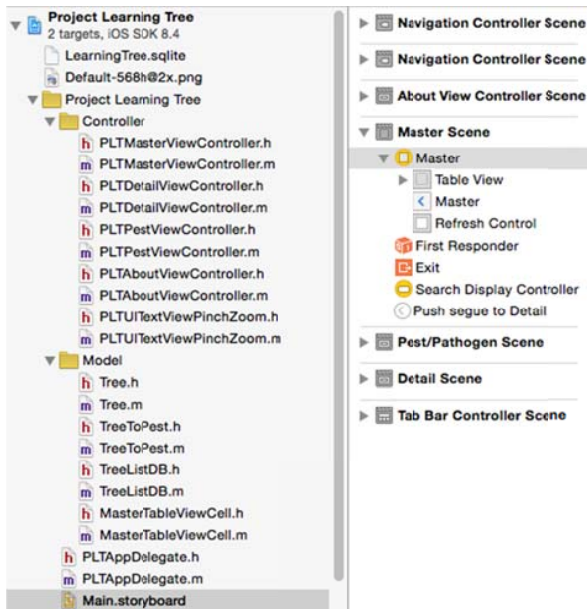 Project Learning Tree
2 targets, iOS SDK 8.4
LearningTree.sqlite
Default-568h@2x.png
Project Learning Tree
Controller
h PLTMasterViewController.h
m PLTMasterViewController.m
h PLTDetailViewController.h
m PLTDetailViewController.m
h PLTPestViewController.h
m PLTPestViewController.m
h PLTAboutViewController.h
m PLTAboutViewController.m
h PLTUITextViewPinchZoom.h
m PLTUITextViewPinchZoom.m
Model
h Tree.h
m Tree.m
h TreeToPest.h
m TreeToPest.m
h TreeListDB.h
m TreeListDB.m
h MasterTableViewCell.h
m MasterTableViewCell.m
h PLTAppDelegate.h
m PLTAppDelegate.m
Main.storyboard
Navigation Controller Scene
Navigation Controller Scene
About View Controller Scene
Master Scene
Master
Table View
Master
Refresh Control
First Responder
Exit
Search Display Controller
Push segue to Detail
Pest/Pathogen Scene
Detail Scene
Tab Bar Controller Scene